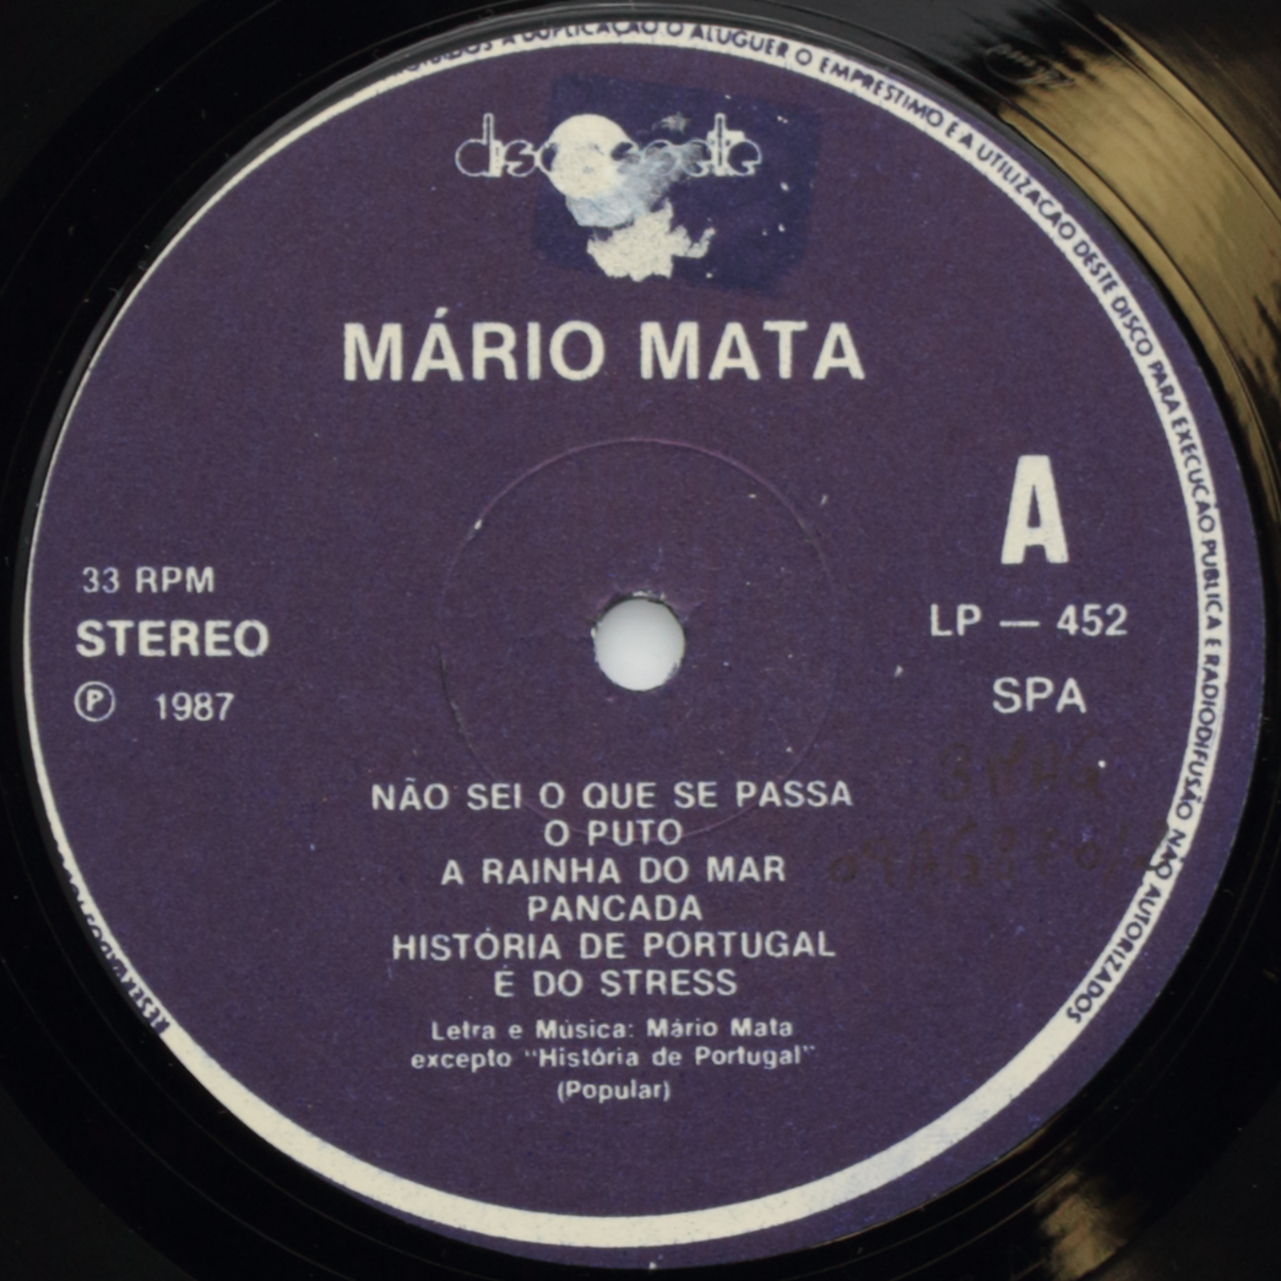 A DUPLICAÇÃO O ALUGUER O EMPRESTIMO E A UTILIZAÇÃO DESTE DISCO PARA EXECUÇÃO PUBLICA E RADIODIFUSÃO NÃO AUTORIZADOS
MÁRIO MATA
A
33 RPM
LP — 452
STEREO
SPA
Ⓟ 1987
NÃO SEI O QUE SE PASSA
O PUTO
A RAINHA DO MAR
PANCADA
HISTÓRIA DE PORTUGAL
É DO STRESS
Letra e Música: Mário Mata
excepto "História de Portugal"
(Popular)